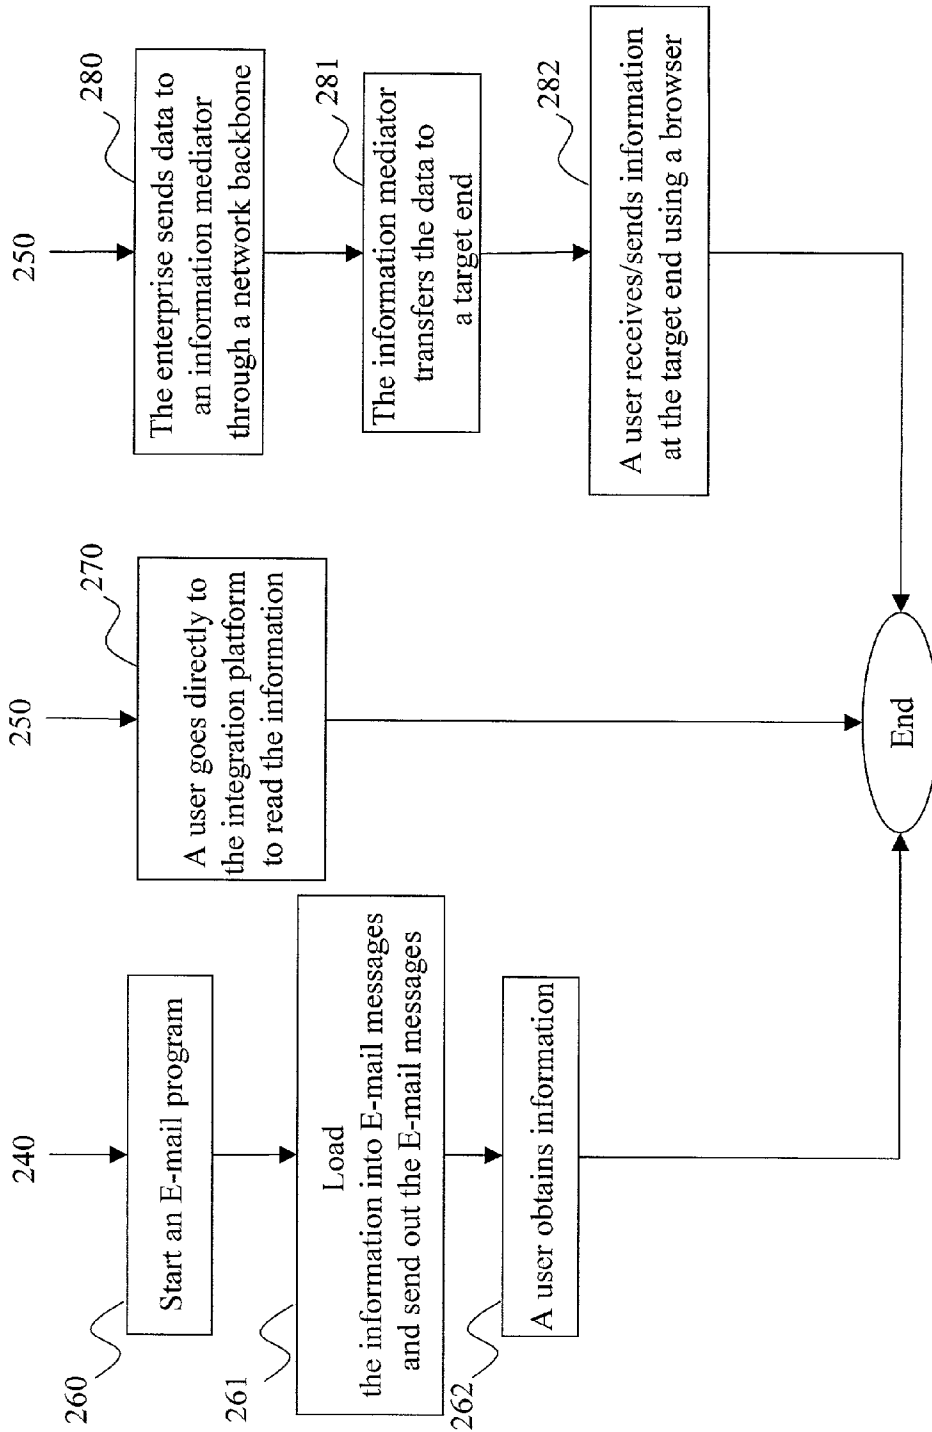 240
260
Start an E-mail program
261
Load
the information into E-mail messages
and send out the E-mail messages
262
A user obtains information
250
270
A user goes directly to
the integration platform
to read the information
250
280
The enterprise sends data to
an information mediator
through a network backbone
281
The information mediator
transfers the data to
a target end
282
A user receives/sends information
at the target end using a browser
End